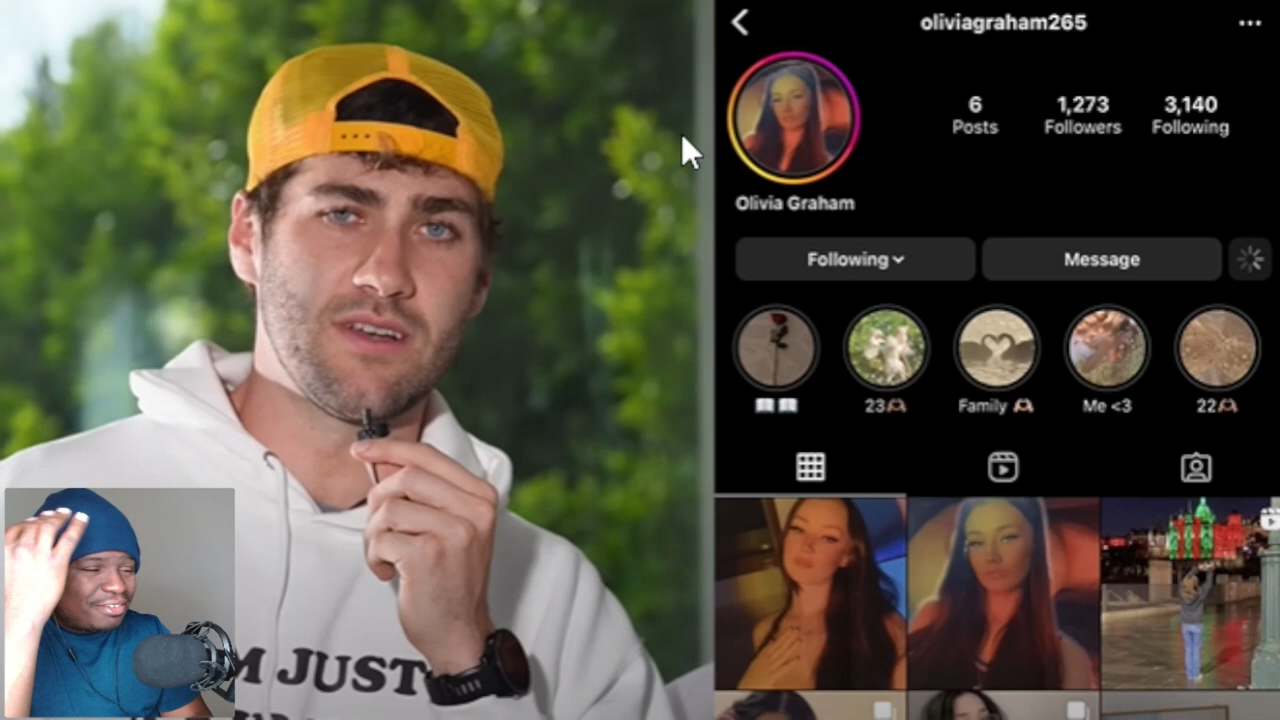 oliviagraham265
6
Posts
1,273
Followers
3,140
Following
Olivia Graham
Following
Message
23🫶🏽
Family 🫶🏽
Me <3
22🫶🏽
I'M JUST